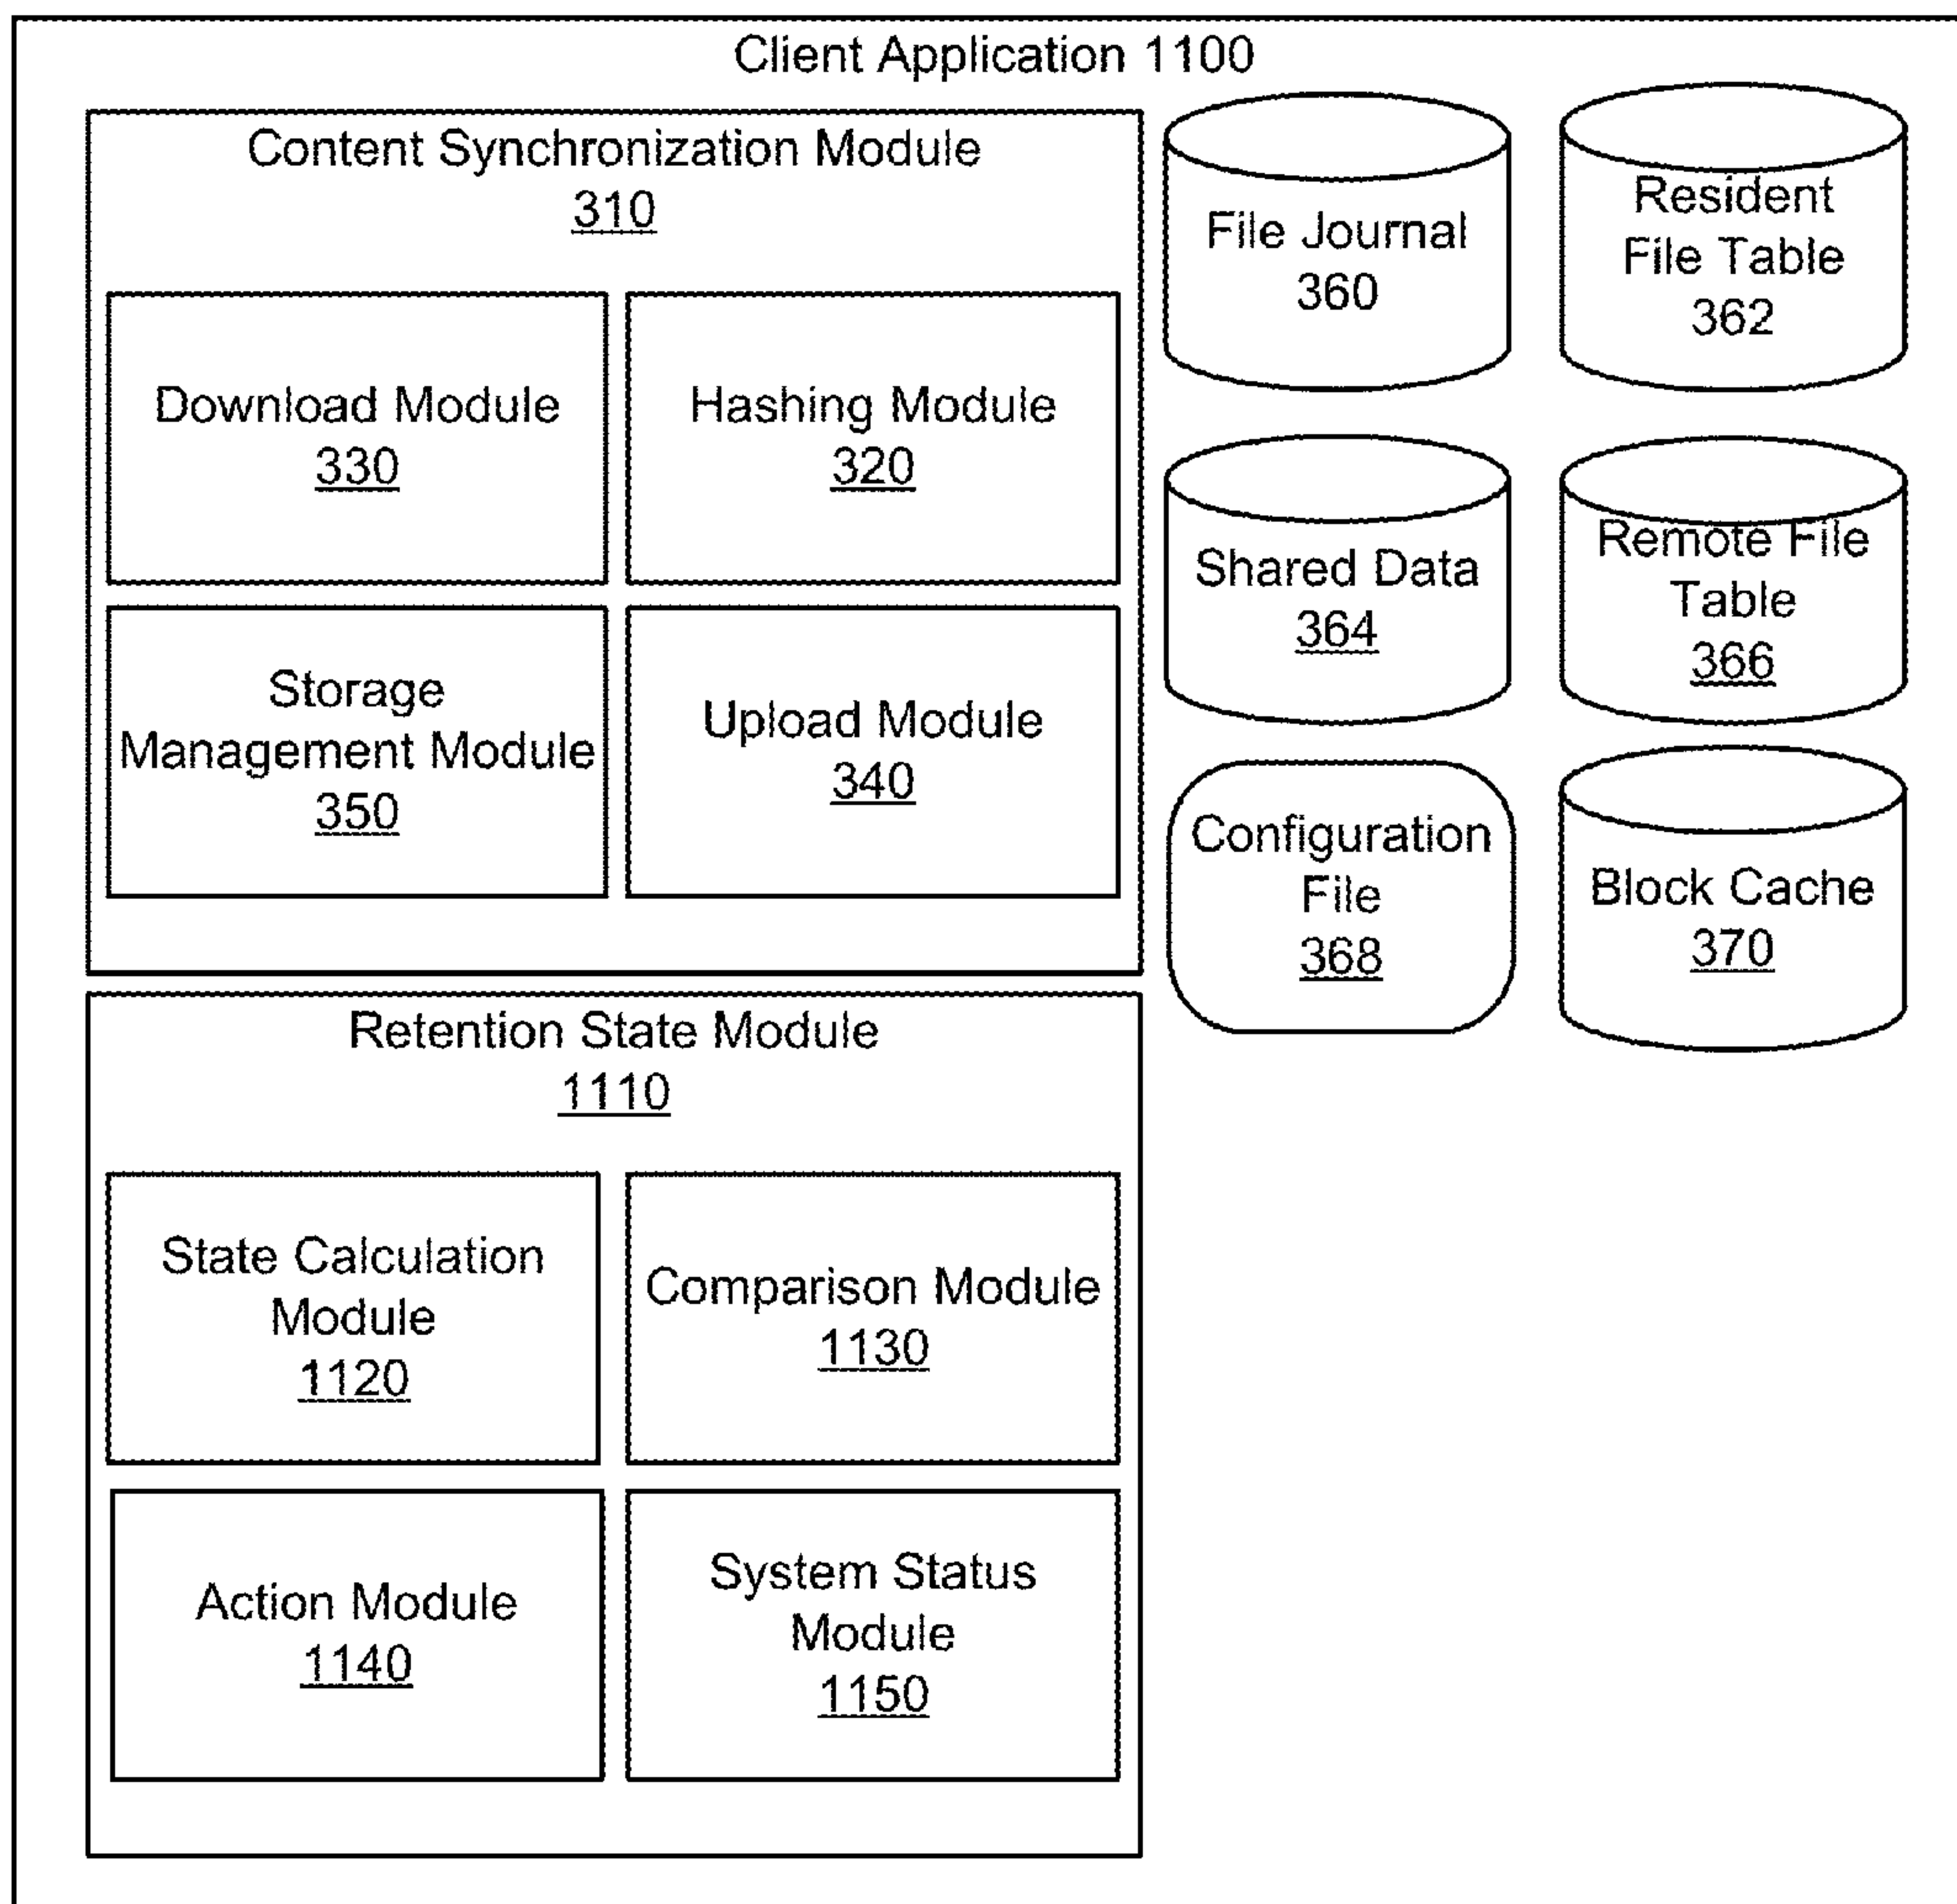 Client Application 1100
Content Synchronization Module
310
Download Module
330
Hashing Module
320
Storage
Management Module
350
Upload Module
340
File Journal
360
Resident
File Table
362
Shared Data
364
Remote File
Table
366
Configuration
File
368
Block Cache
370
Retention State Module
1110
State Calculation
Module
1120
Comparison Module
1130
Action Module
1140
System Status
Module
1150